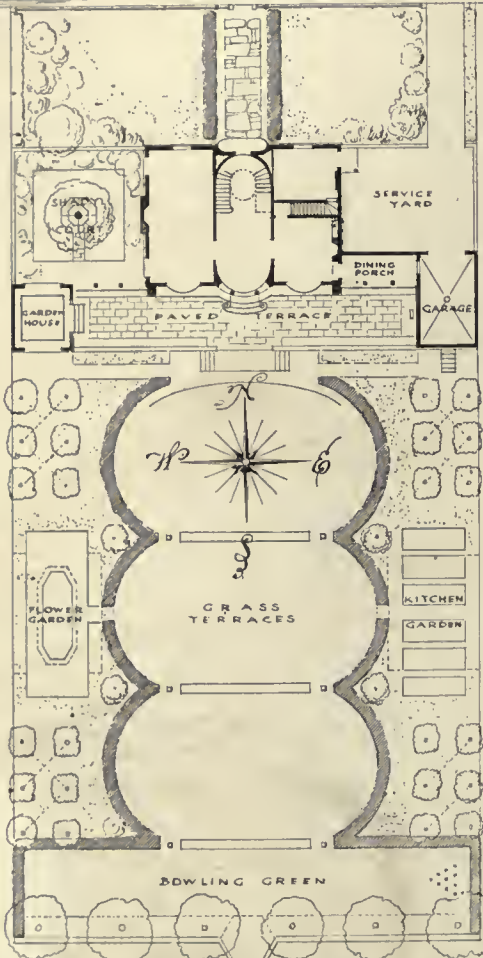 SHADY
COURT
SERVICE
YARD
DINING
PORCH
GARDEN
HOUSE
PAVED TERRACE
GARAGE
N
W
E
S
FLOWER
GARDEN
GRASS
TERRACES
KITCHEN
GARDEN
BOWLING GREEN